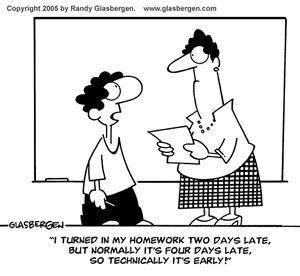 Copyright 2005 by Randy Glasbergen. www.glasbergen.com
GLASBERGEN
"I TURNED IN MY HOMEWORK TWO DAYS LATE,
BUT NORMALLY IT'S FOUR DAYS LATE,
SO TECHNICALLY IT'S EARLY!"